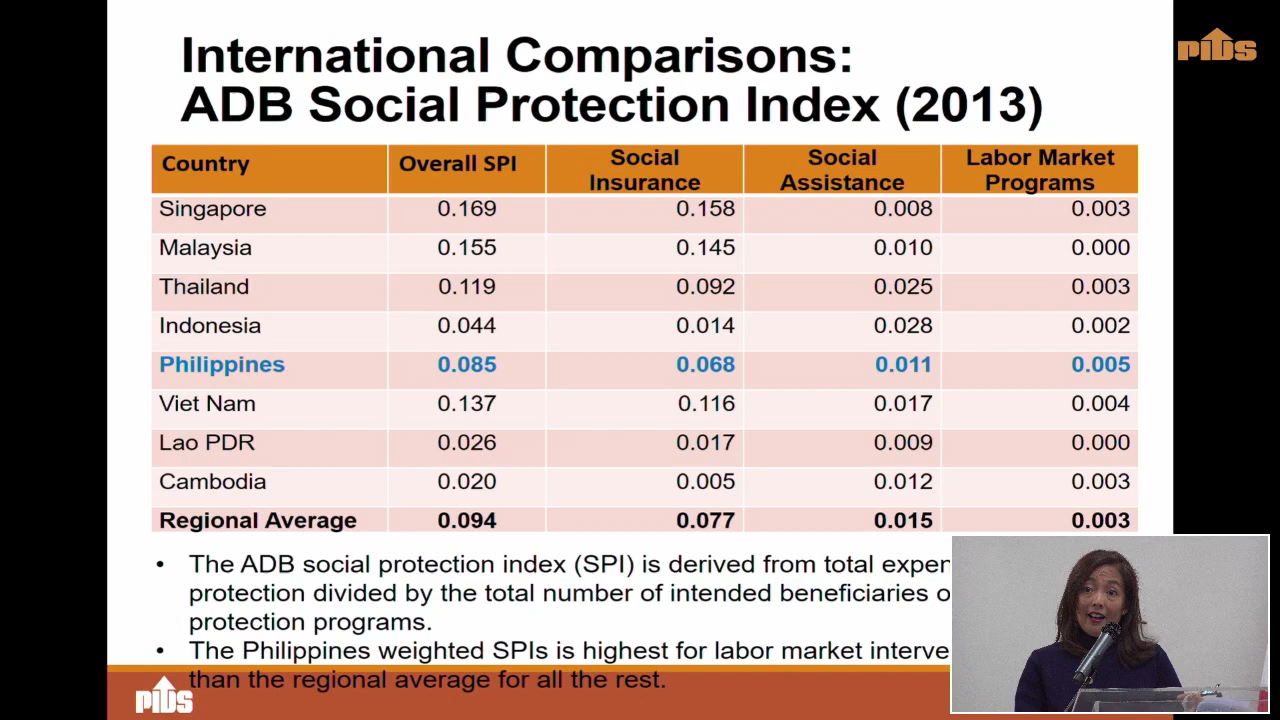 International Comparisons:
ADB Social Protection Index (2013)
PIDS
Country Overall SPI Social Insurance Social Assistance Labor Market Programs
Singapore 0.169 0.158 0.008 0.003
Malaysia 0.155 0.145 0.010 0.000
Thailand 0.119 0.092 0.025 0.003
Indonesia 0.044 0.014 0.028 0.002
Philippines 0.085 0.068 0.011 0.005
Viet Nam 0.137 0.116 0.017 0.004
Lao PDR 0.026 0.017 0.009 0.000
Cambodia 0.020 0.005 0.012 0.003
Regional Average 0.094 0.077 0.015 0.003
• The ADB social protection index (SPI) is derived from total expen
protection divided by the total number of intended beneficiaries o
protection programs.
• The Philippines weighted SPIs is highest for labor market interve
than the regional average for all the rest.
PIDS